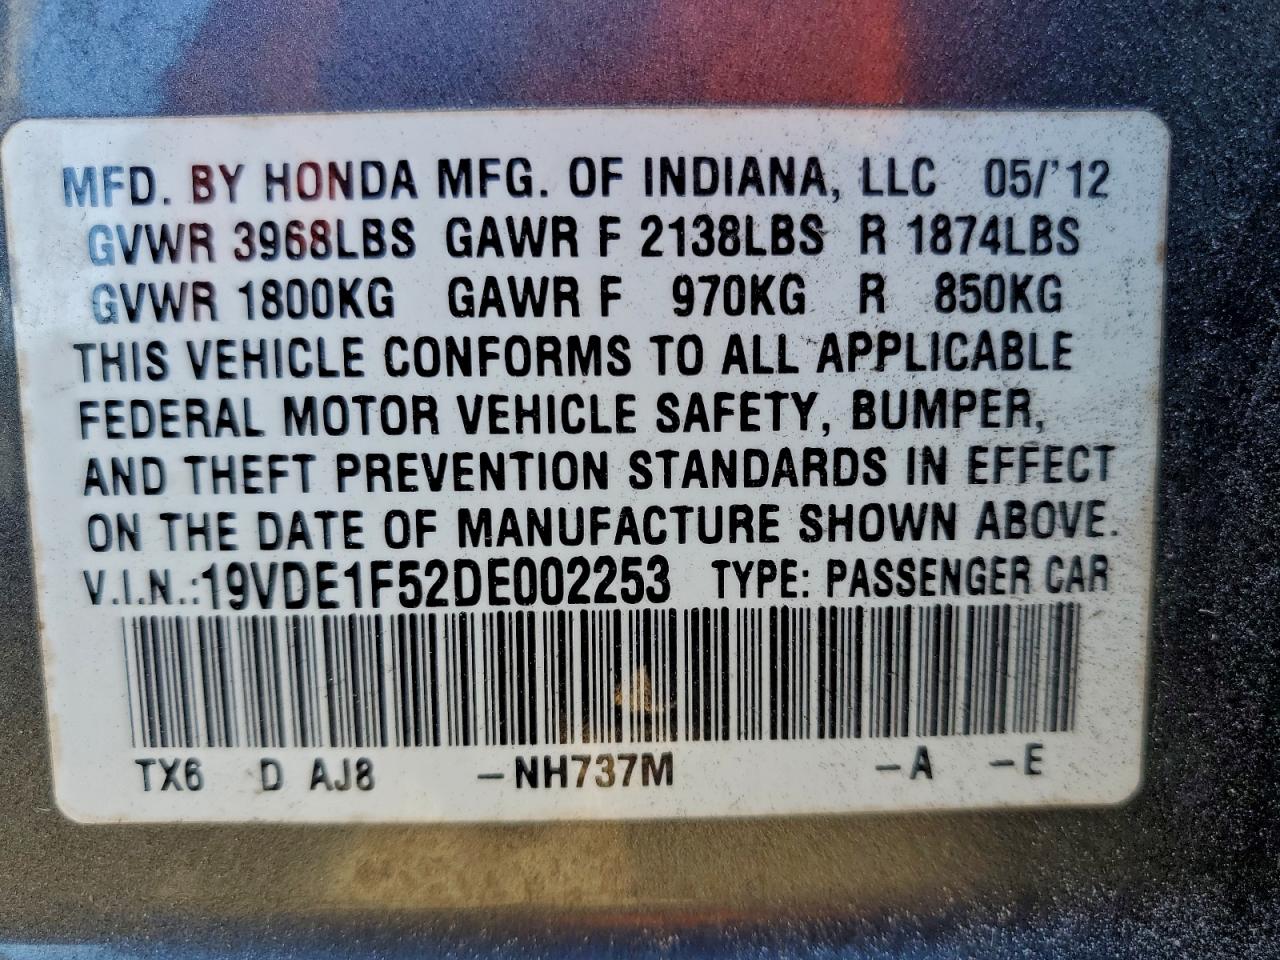 MFD. BY HONDA MFG. OF INDIANA, LLC 05/'12
GVWR 3968LBS GAWR F 2138LBS R 1874LBS
GVWR 1800KG GAWR F 970KG R 850KG
THIS VEHICLE CONFORMS TO ALL APPLICABLE
FEDERAL MOTOR VEHICLE SAFETY, BUMPER,
AND THEFT PREVENTION STANDARDS IN EFFECT
ON THE DATE OF MANUFACTURE SHOWN ABOVE.
V.I.N.:19VDE1F52DE002253 TYPE: PASSENGER CAR
TX6 D AJ8 -NH737M -A -E